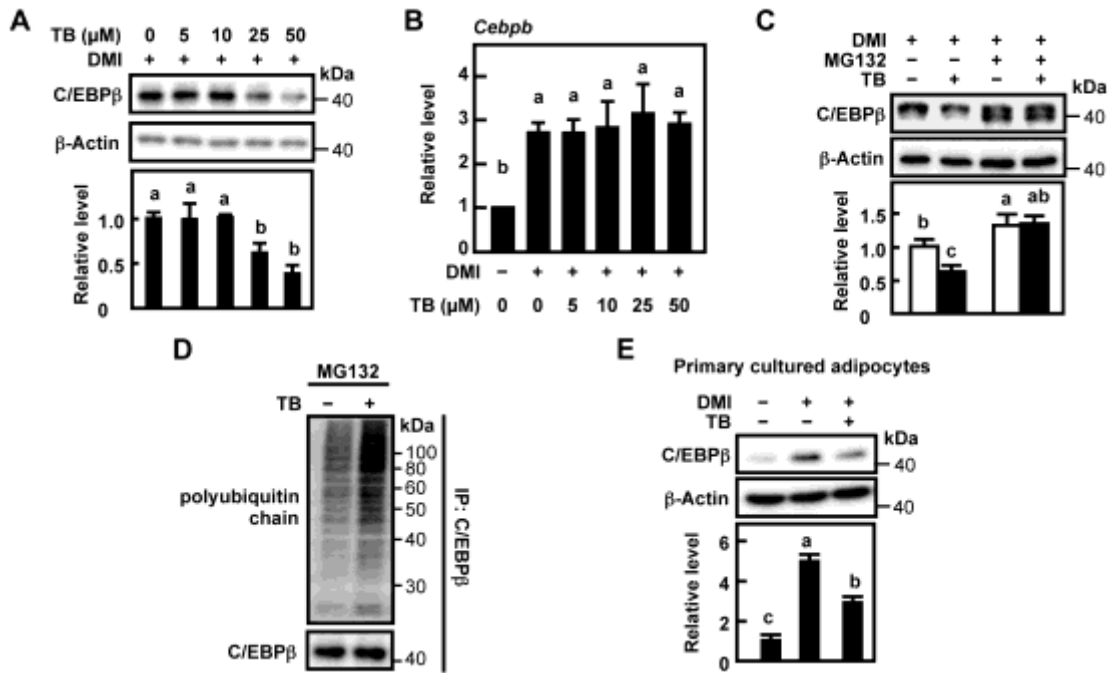 A
TB (µM) 0 5 10 25 50
DMI + + + + +
kDa
C/EBPβ 40
β-Actin 40
Relative level
1.0
0.5
0
a a a b b
B
Cebpb
Relative level
4
3
2
1
0
b a a a a a
DMI − + + + + +
TB (µM) 0 0 5 10 25 50
C
DMI + + + +
MG132 − − + +
TB − + − +
kDa
C/EBPβ 40
β-Actin 40
Relative level
1.5
1.0
1.5
0
b c a ab
D
MG132
TB − +
kDa
100
80
60
50
40
30
polyubiquitin
chain
C/EBPβ 40
IP: C/EBPβ
E
Primary cultured adipocytes
DMI − + +
TB − − +
kDa
C/EBPβ 40
β-Actin 40
Relative level
6
4
2
0
c a b